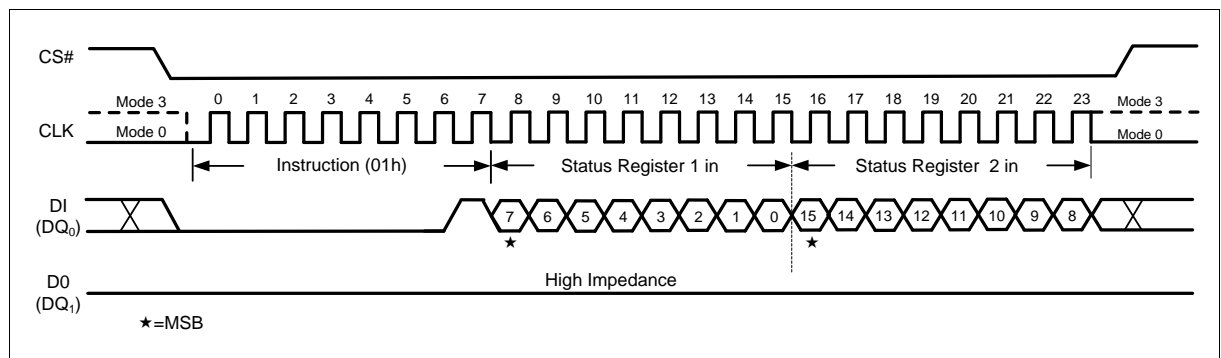 CS#
Mode 3 0 1 2 3 4 5 6 7 8 9 10 11 12 13 14 15 16 17 18 19 20 21 22 23 Mode 3
CLK Mode 0 Mode 0
Instruction (01h) Status Register 1 in Status Register 2 in
DI
(DQ0) 7 6 5 4 3 2 1 0 15 14 13 12 11 10 9 8
★ ★
High Impedance
D0
(DQ1)
★=MSB